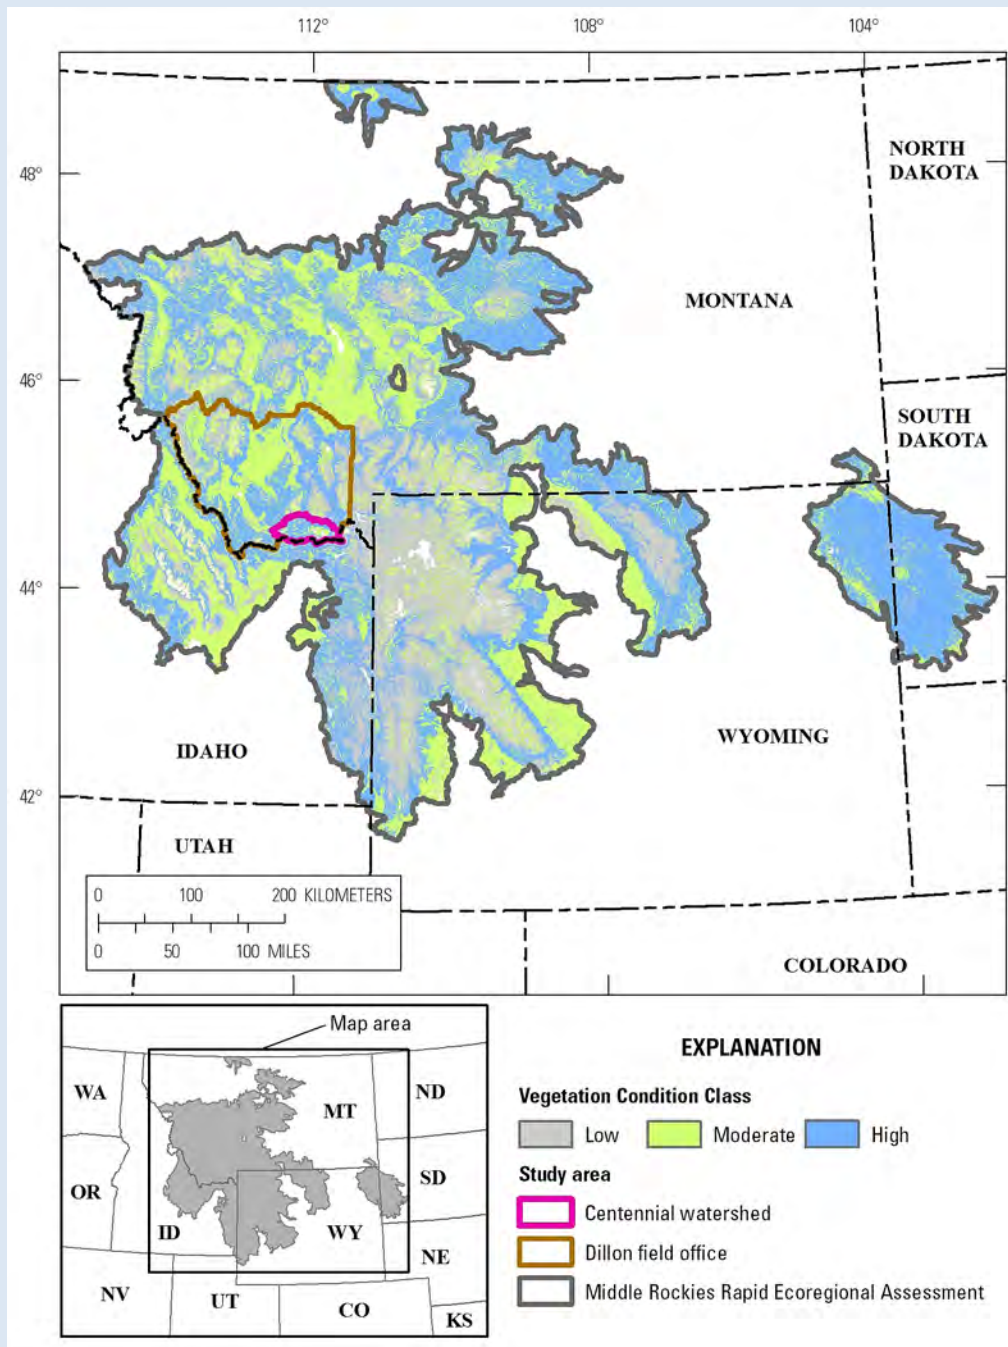 112°
108°
104°
48°
46°
44°
42°
NORTH
DAKOTA
MONTANA
SOUTH
DAKOTA
IDAHO
WYOMING
UTAH
COLORADO
0 100 200 KILOMETERS
0 50 100 MILES
Map area
WA
MT
ND
OR
SD
ID
WY
NE
NV
UT
CO
KS
EXPLANATION
Vegetation Condition Class
Low
Moderate
High
Study area
Centennial watershed
Dillon field office
Middle Rockies Rapid Ecoregional Assessment